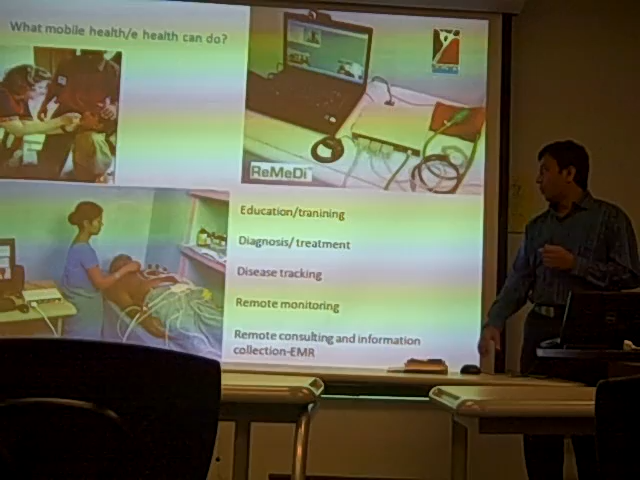 What mobile health/e health can do?
ReMeDi
Education/tranining
Diagnosis/ treatment
Disease tracking
Remote monitoring
Remote consulting and information
collection-EMR